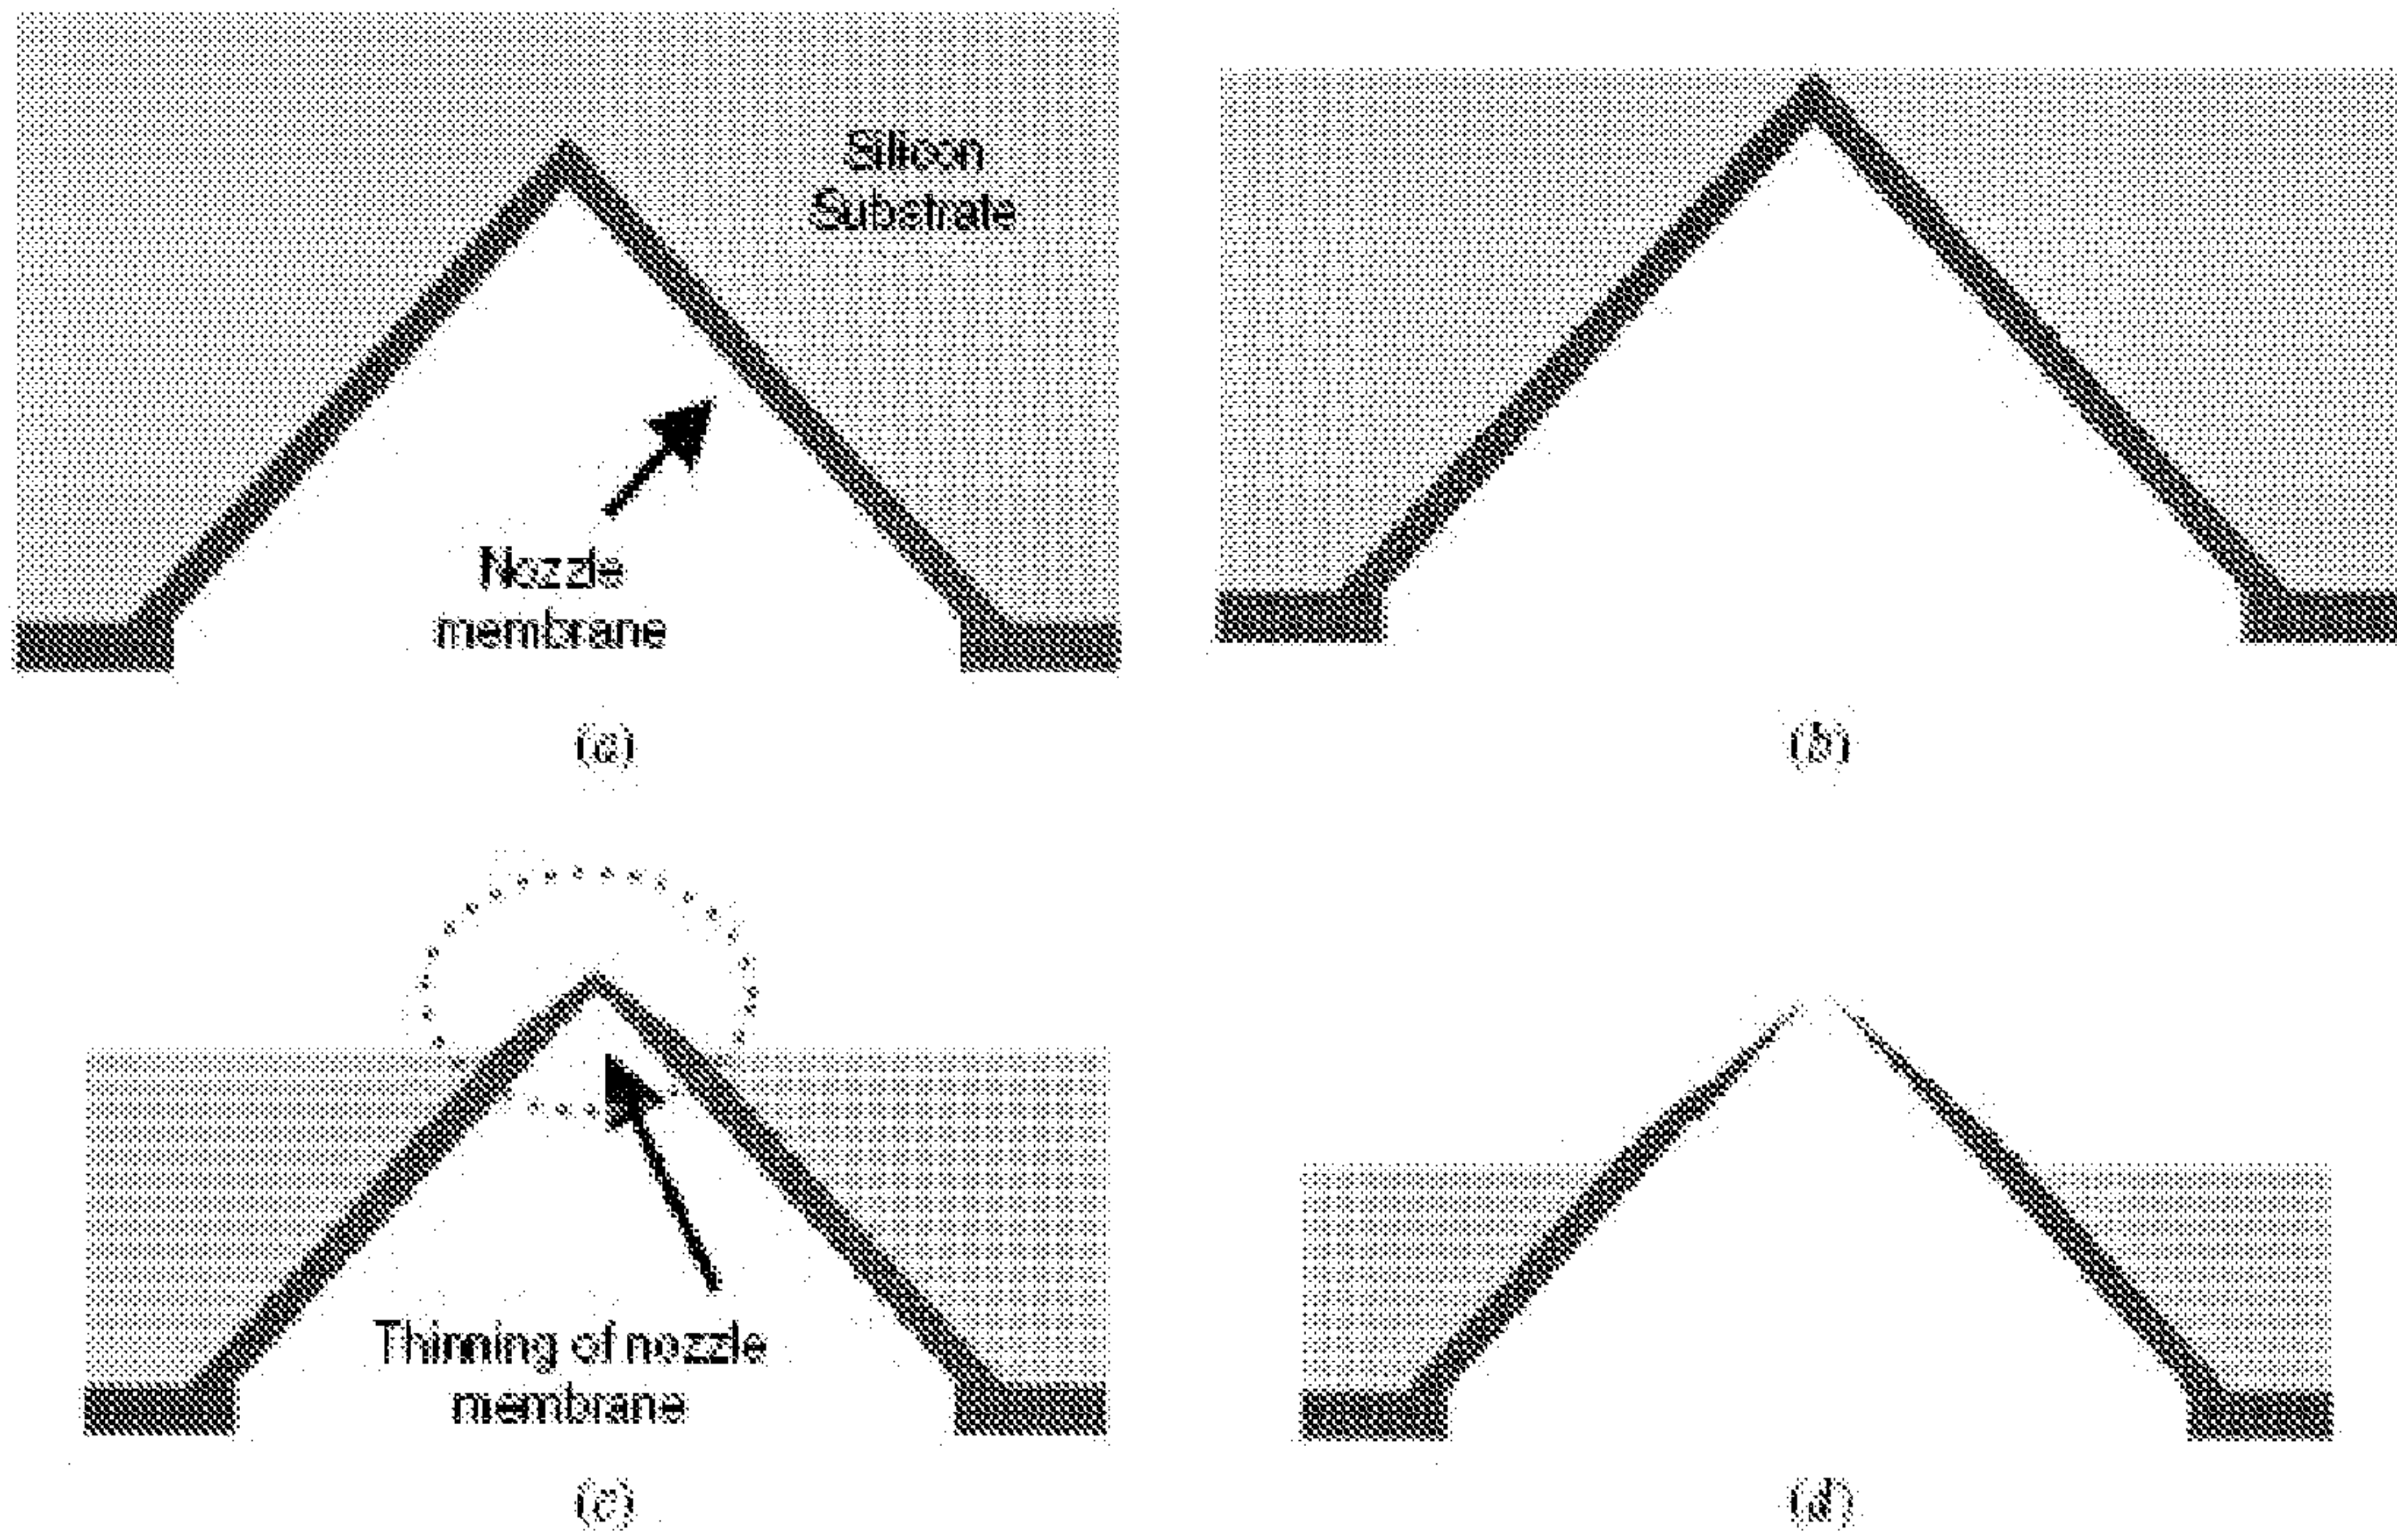 Silicon
Substrate
Nozzle
membrane
(a)
(b)
Thinning of nozzle
membrane
(c)
(d)